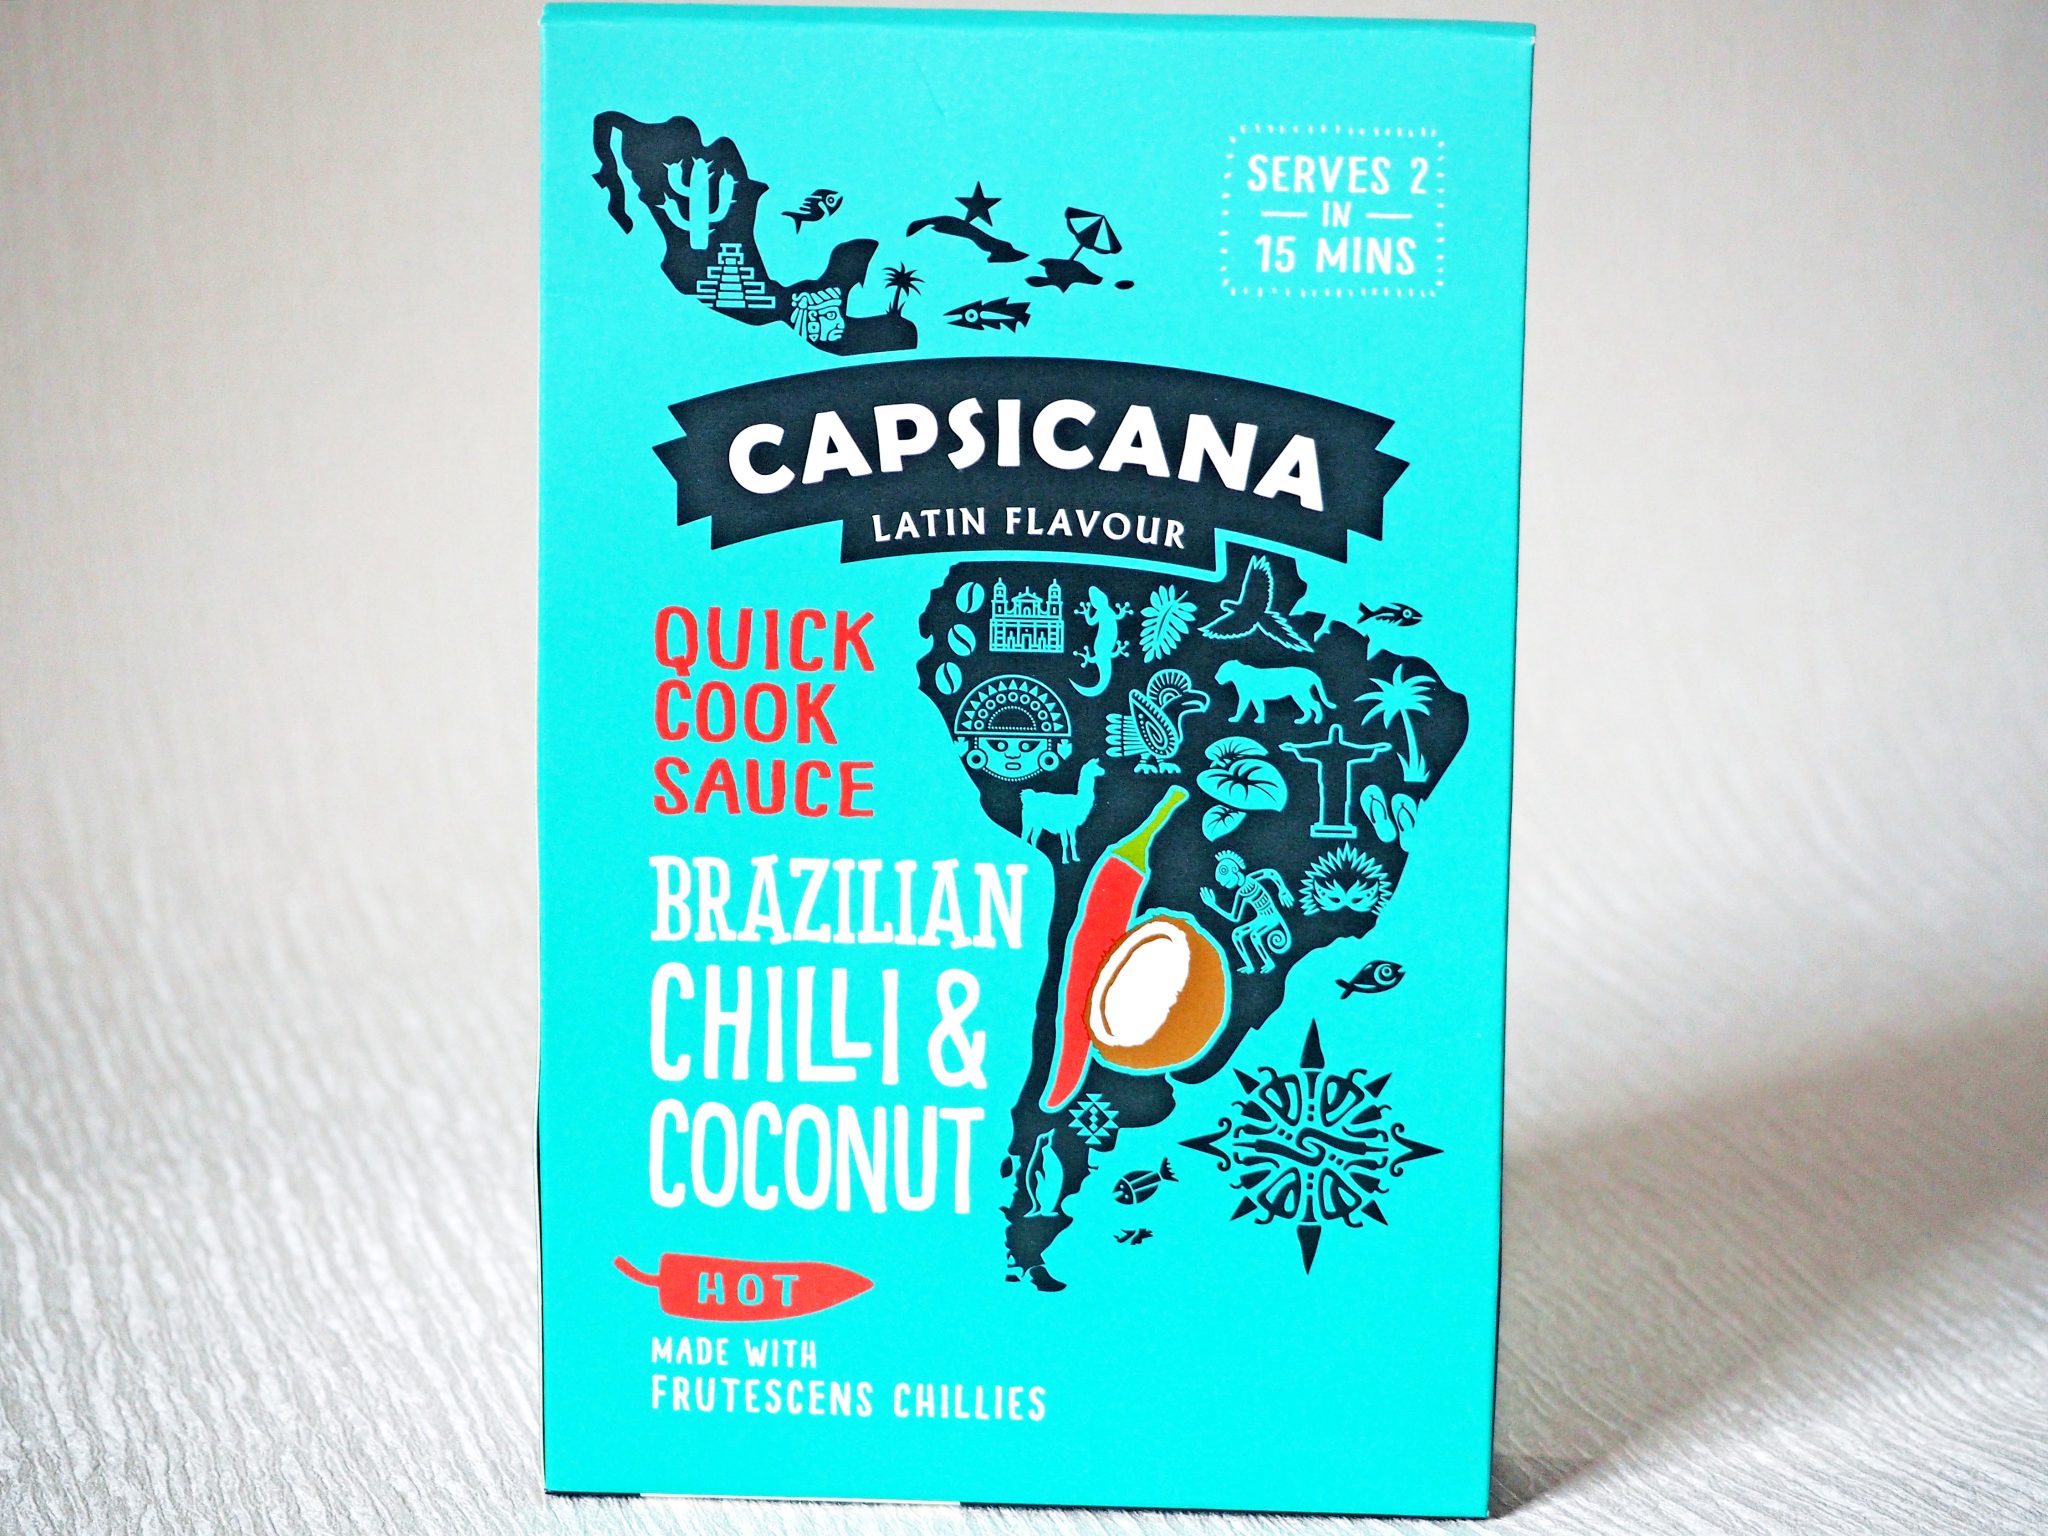 SERVES 2
IN
15 MINS
CAPSICANA
LATIN FLAVOUR
QUICK
COOK
SAUCE
BRAZILIAN
CHILLI &
COCONUT
HOT
MADE WITH
FRUTESCENS CHILLIES